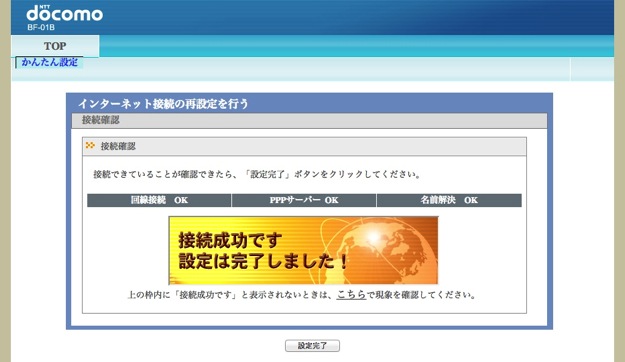 NTT
docomo
BF-01B
TOP
かんたん設定
インターネット接続の再設定を行う
接続確認
接続確認
接続できていることが確認できたら、「設定完了」ボタンをクリックしてください。
回線接続 OK PPPサーバー OK 名前解決 OK
接続成功です
設定は完了しました！
上の枠内に「接続成功です」と表示されないときは、こちらで現象を確認してください。
設定完了